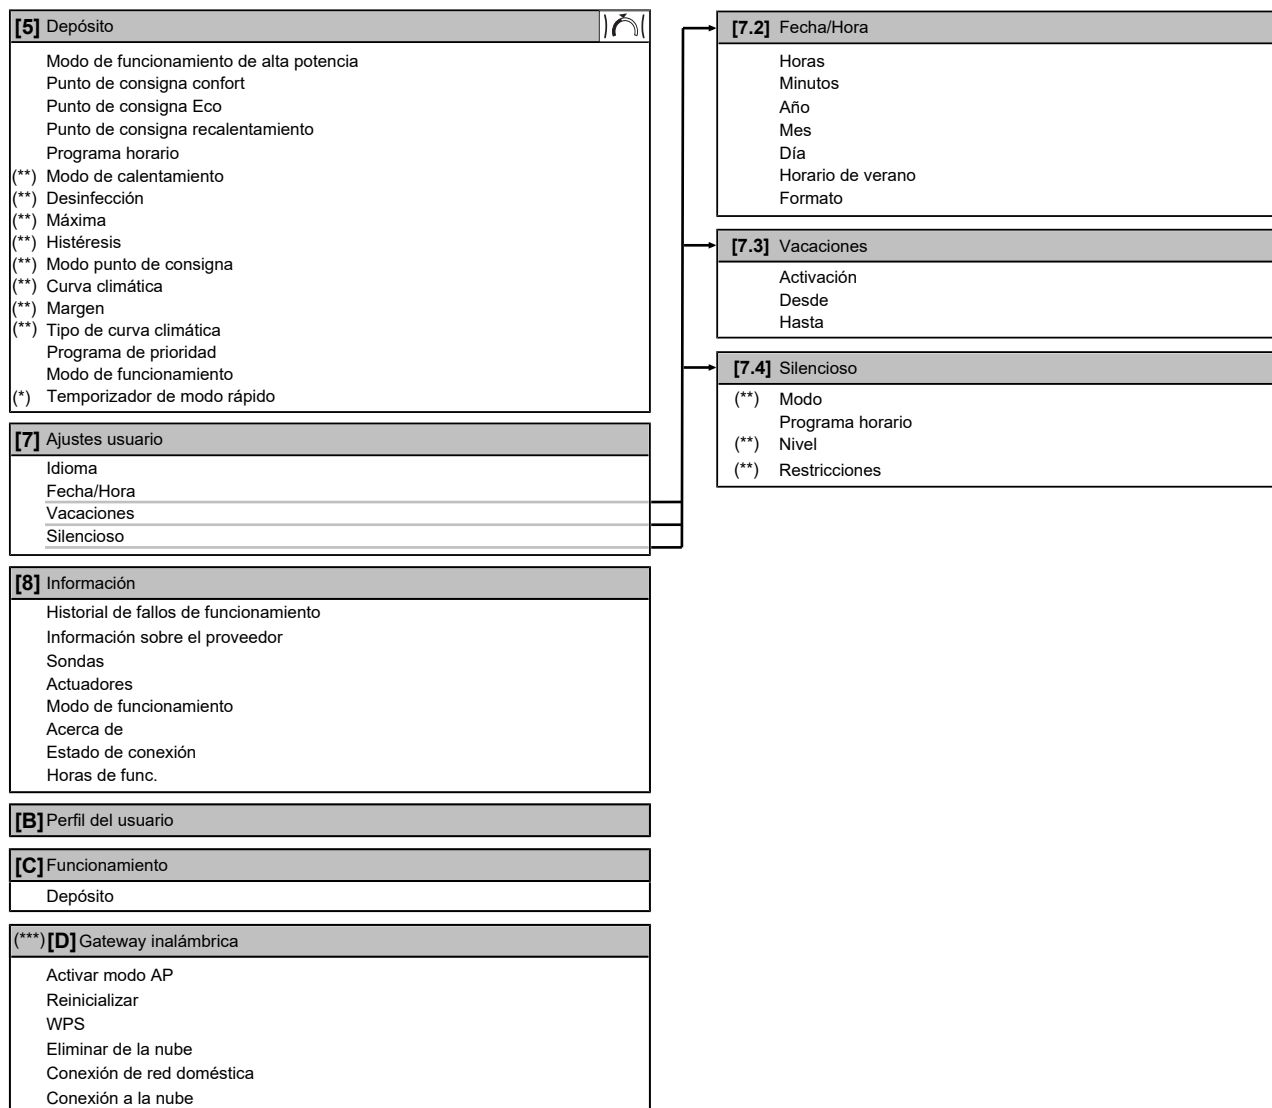 [5] Depósito
Modo de funcionamiento de alta potencia
Punto de consigna confort
Punto de consigna Eco
Punto de consigna recalentamiento
Programa horario
(**) Modo de calentamiento
(**) Desinfección
(**) Máxima
(**) Histéresis
(**) Modo punto de consigna
(**) Curva climática
(**) Margen
(**) Tipo de curva climática
Programa de prioridad
Modo de funcionamiento
(*) Temporizador de modo rápido
[7] Ajustes usuario
Idioma
Fecha/Hora
Vacaciones
Silencioso
[8] Información
Historial de fallos de funcionamiento
Información sobre el proveedor
Sondas
Actuadores
Modo de funcionamiento
Acerca de
Estado de conexión
Horas de func.
[B] Perfil del usuario
[C] Funcionamiento
Depósito
(***) [D] Gateway inalámbrica
Activar modo AP
Reinicializar
WPS
Eliminar de la nube
Conexión de red doméstica
Conexión a la nube
[7.2] Fecha/Hora
Horas
Minutos
Año
Mes
Día
Horario de verano
Formato
[7.3] Vacaciones
Activación
Desde
Hasta
[7.4] Silencioso
(**) Modo
Programa horario
(**) Nivel
(**) Restricciones